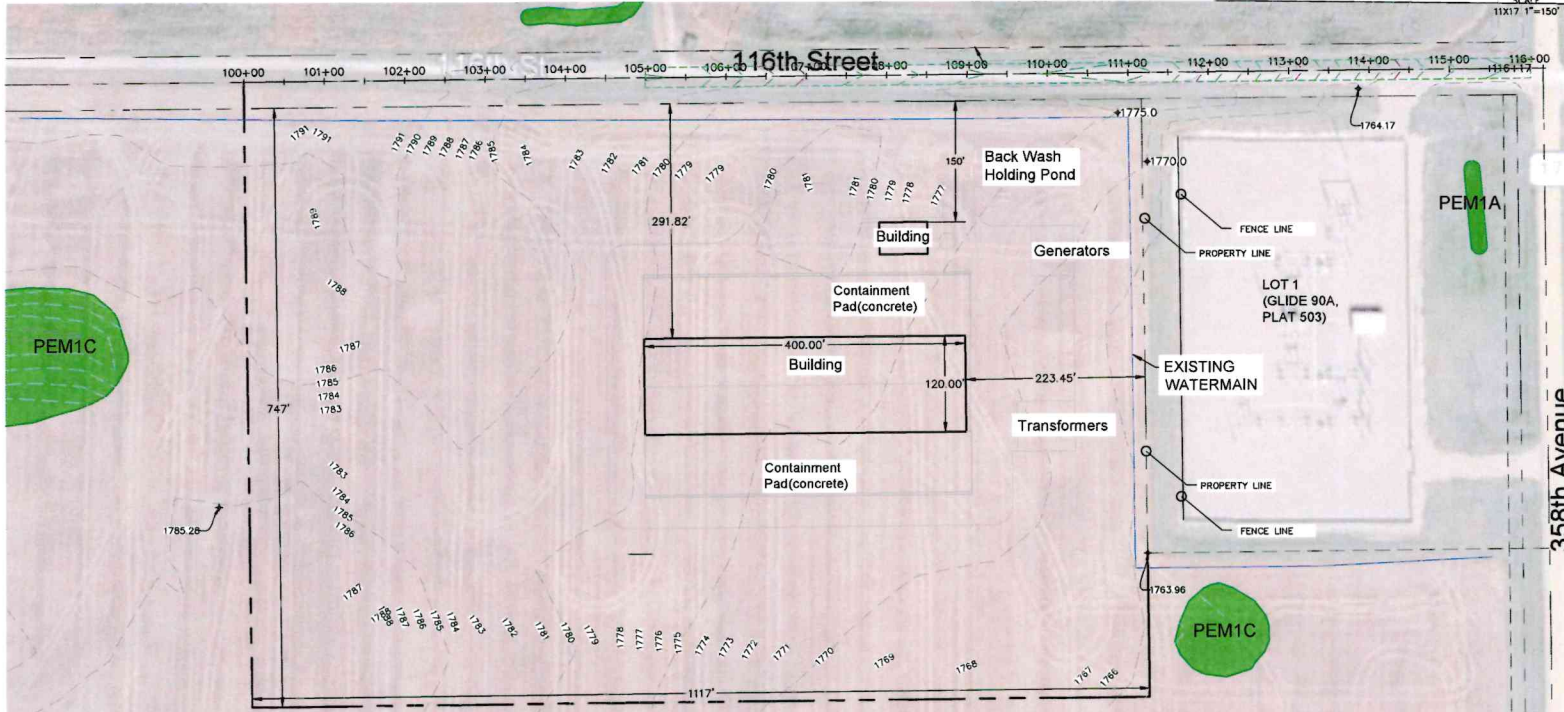 11X17 1"=150'
116th Street
100+00 101+00 102+00 103+00 104+00 105+00 106+00 108+00 109+00 110+00 111+00 112+00 113+00 114+00 115+00 116+00
116+17
1791 1791 1791 1790 1789 1788 1787 1786 1785 1784 1783 1782 1781 1780 1779 1779 1780 1781 1781 1780 1779 1778 1777
1775.0
1764.17
150'
Back Wash
Holding Pond
1770.0
PEM1A
1789
291.82'
Building
Generators
FENCE LINE
PROPERTY LINE
1788
Containment
Pad(concrete)
LOT 1
(GLIDE 90A,
PLAT 503)
PEM1C
1787
400.00'
Building
1786
1785
1784
1783
120.00'
223.45'
EXISTING
WATERMAIN
747'
Transformers
358th Avenue
1783
1784
1785
1786
Containment
Pad(concrete)
PROPERTY LINE
1785.28
FENCE LINE
1763.96
1787
1788 1787 1786 1785 1784 1783 1782 1781 1780 1779 1778 1777 1776 1775 1774 1773 1772 1771 1770 1769 1768 1767 1766
PEM1C
1117'